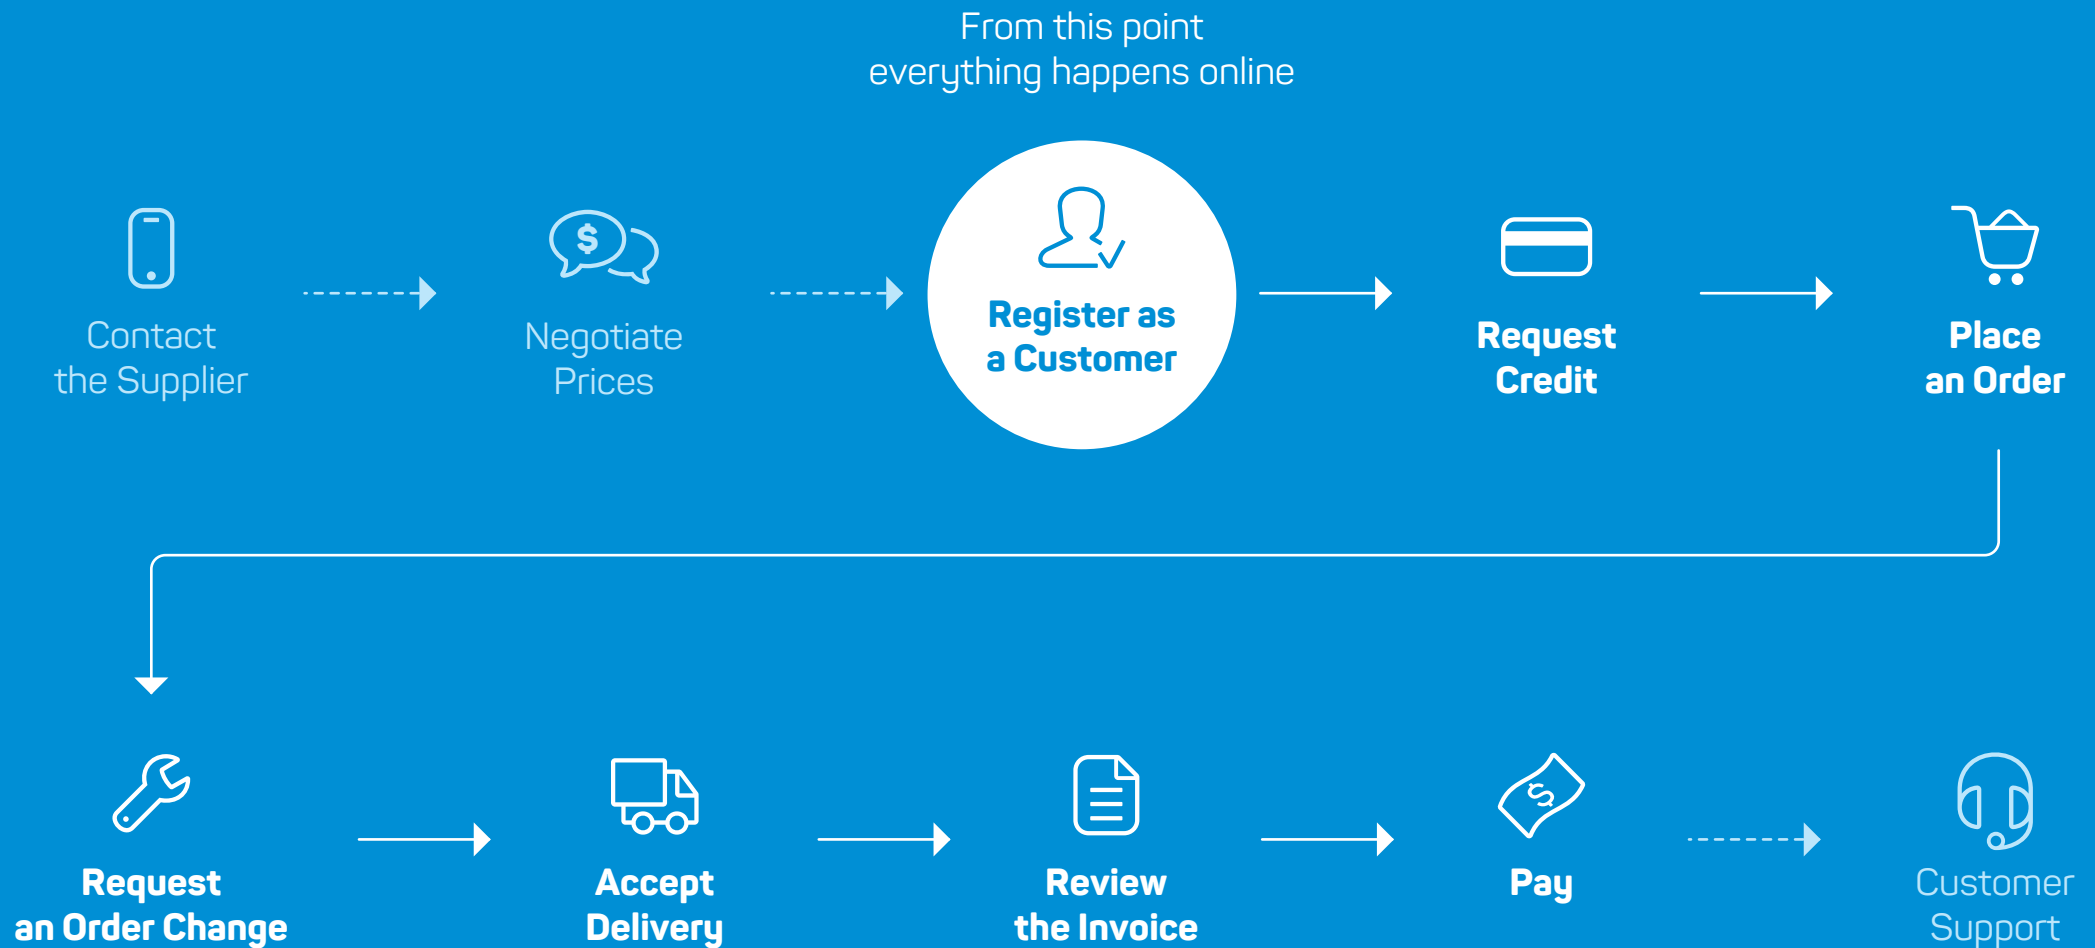 From this point
everything happens online
$
Contact
the Supplier
Negotiate
Prices
Register as
a Customer
Request
Credit
Place
an Order
$
Request
an Order Change
Accept
Delivery
Review
the Invoice
Pay
Customer
Support